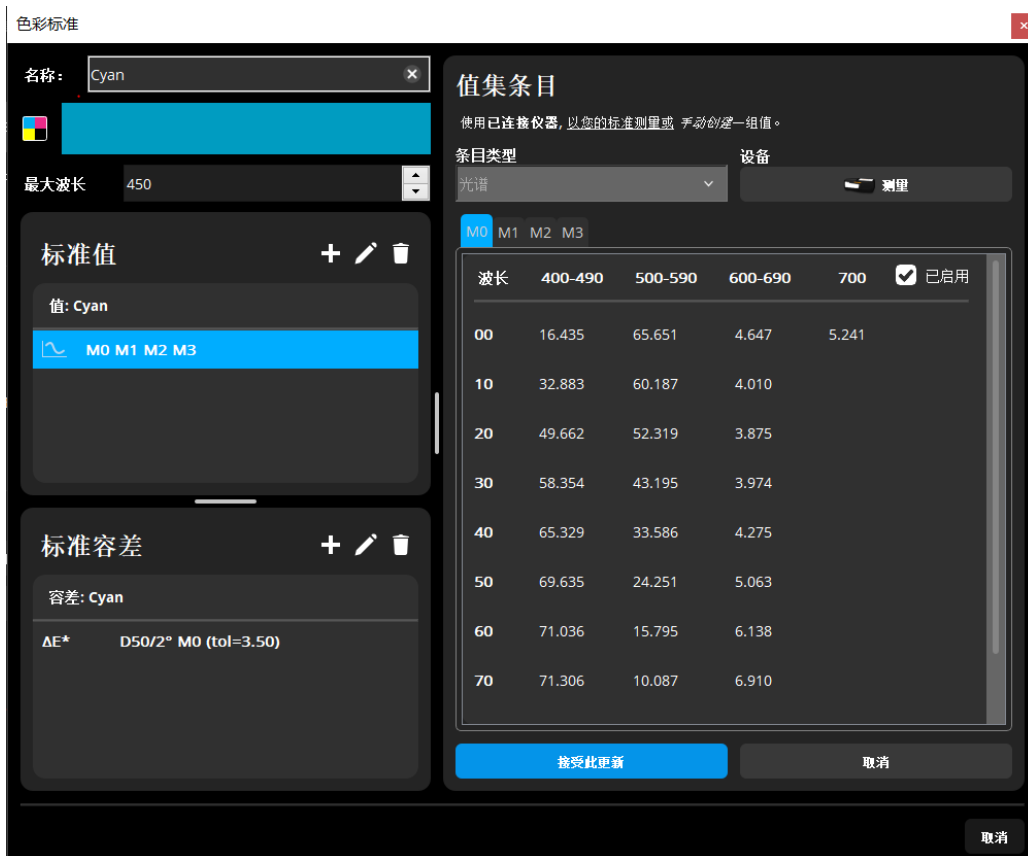 色彩标准
名称：
Cyan
最大波长
450
标准值
值: Cyan
M0 M1 M2 M3
标准容差
容差: Cyan
ΔE*
D50/2° M0 (tol=3.50)
值集条目
使用已连接仪器, 以您的标准测量或 手动创建一组值。
条目类型
设备
光谱
测量
M0 M1 M2 M3
波长 400-490 500-590 600-690 700 已启用
00 16.435 65.651 4.647 5.241
10 32.883 60.187 4.010
20 49.662 52.319 3.875
30 58.354 43.195 3.974
40 65.329 33.586 4.275
50 69.635 24.251 5.063
60 71.036 15.795 6.138
70 71.306 10.087 6.910
接受此更新
取消
取消